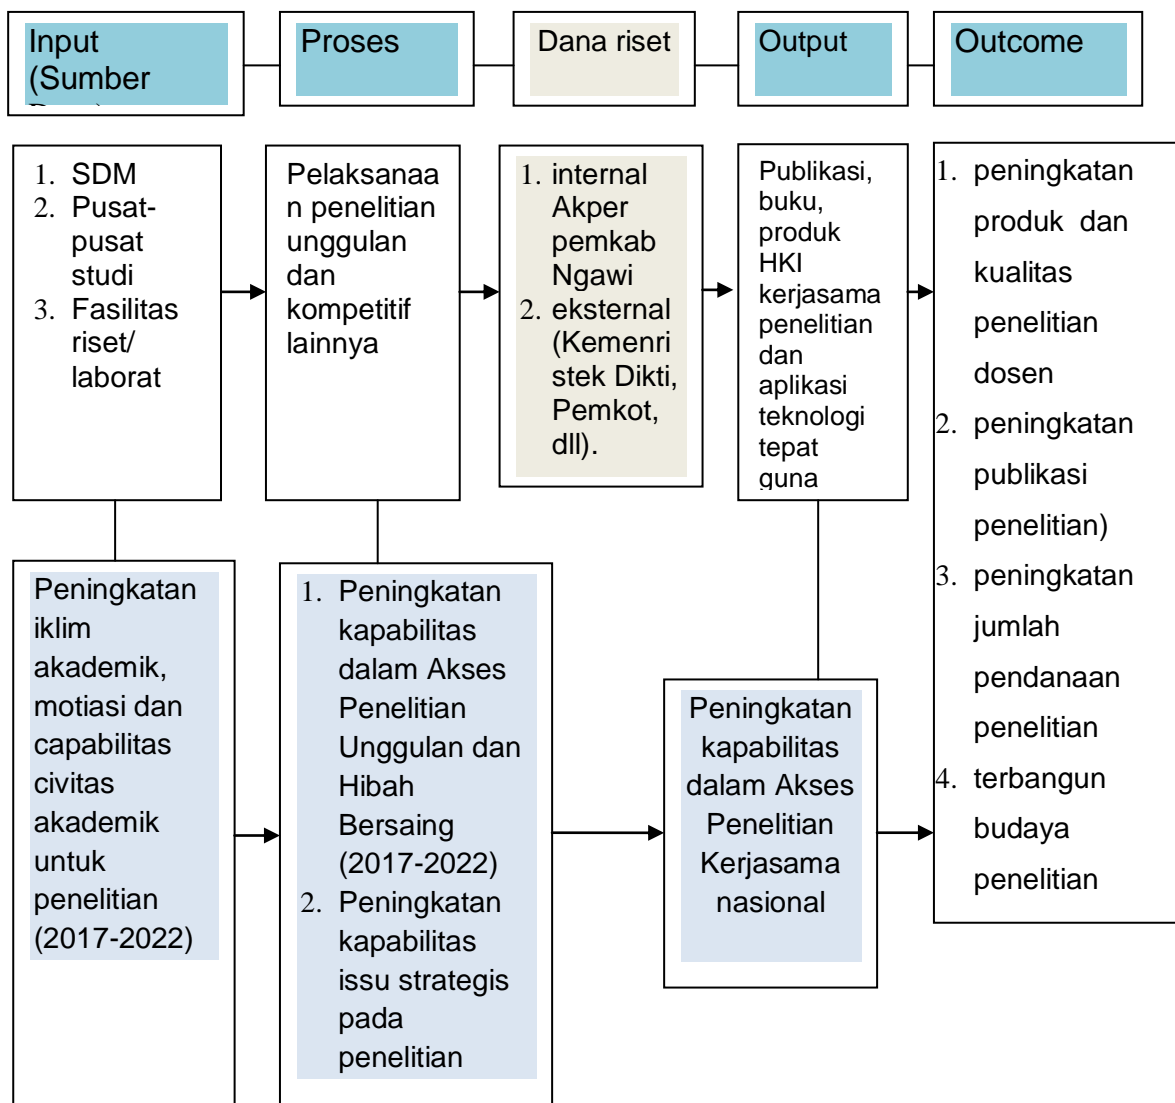 Input
(Sumber
Proses
Dana riset
Output
Outcome
1. SDM
2. Pusat-
pusat
studi
3. Fasilitas
riset/
laborat
Pelaksanaa
n penelitian
unggulan
dan
kompetitif
lainnya
1. internal
Akper
pemkab
Ngawi
2. eksternal
(Kemenri
stek Dikti,
Pemkot,
dll).
Publikasi,
buku,
produk
HKI
kerjasama
penelitian
dan
aplikasi
teknologi
tepat
guna
1. peningkatan
produk dan
kualitas
penelitian
dosen
2. peningkatan
publikasi
penelitian)
3. peningkatan
jumlah
pendanaan
penelitian
4. terbangun
budaya
penelitian
Peningkatan
iklim
akademik,
motiasi dan
capabilitas
civitas
akademik
untuk
penelitian
(2017-2022)
1. Peningkatan
kapabilitas
dalam Akses
Penelitian
Unggulan dan
Hibah
Bersaing
(2017-2022)
2. Peningkatan
kapabilitas
issu strategis
pada
penelitian
Peningkatan
kapabilitas
dalam Akses
Penelitian
Kerjasama
nasional